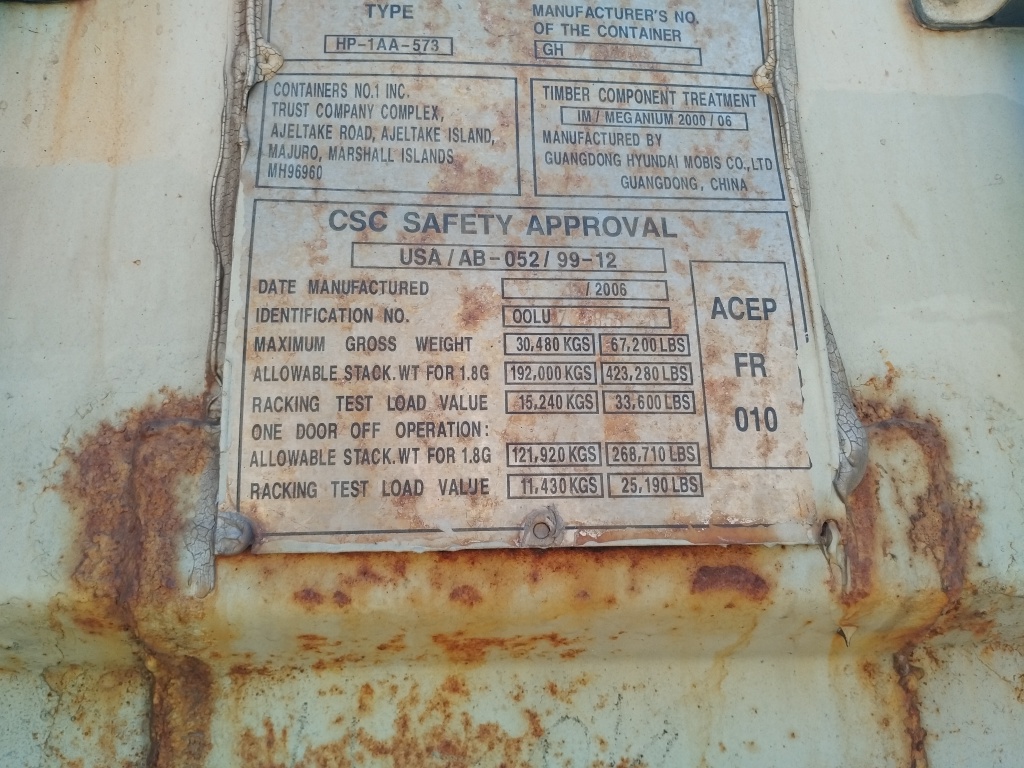 TYPE
HP-1AA-573
MANUFACTURER'S NO.
OF THE CONTAINER
GH
CONTAINERS NO.1 INC.
TRUST COMPANY COMPLEX,
AJELTAKE ROAD, AJELTAKE ISLAND,
MAJURO, MARSHALL ISLANDS
MH96960
TIMBER COMPONENT TREATMENT
IM / MEGANIUM 2000 / 06
MANUFACTURED BY
GUANGDONG HYUNDAI MOBIS CO.,LTD
GUANGDONG, CHINA
CSC SAFETY APPROVAL
USA / AB-052 / 99-12
DATE MANUFACTURED / 2006
IDENTIFICATION NO. OOLU
MAXIMUM GROSS WEIGHT 30,480 KGS 67,200 LBS
ALLOWABLE STACK.WT FOR 1.8G 192,000 KGS 423,280 LBS
RACKING TEST LOAD VALUE 15,240 KGS 33,600 LBS
ONE DOOR OFF OPERATION:
ALLOWABLE STACK.WT FOR 1.8G 121,920 KGS 268,710 LBS
RACKING TEST LOAD VALUE 11,430 KGS 25,190 LBS
ACEP
FR
010